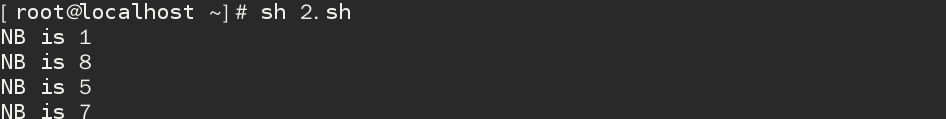 [root@localhost ~]# sh 2.sh
NB is 1
NB is 8
NB is 5
NB is 7